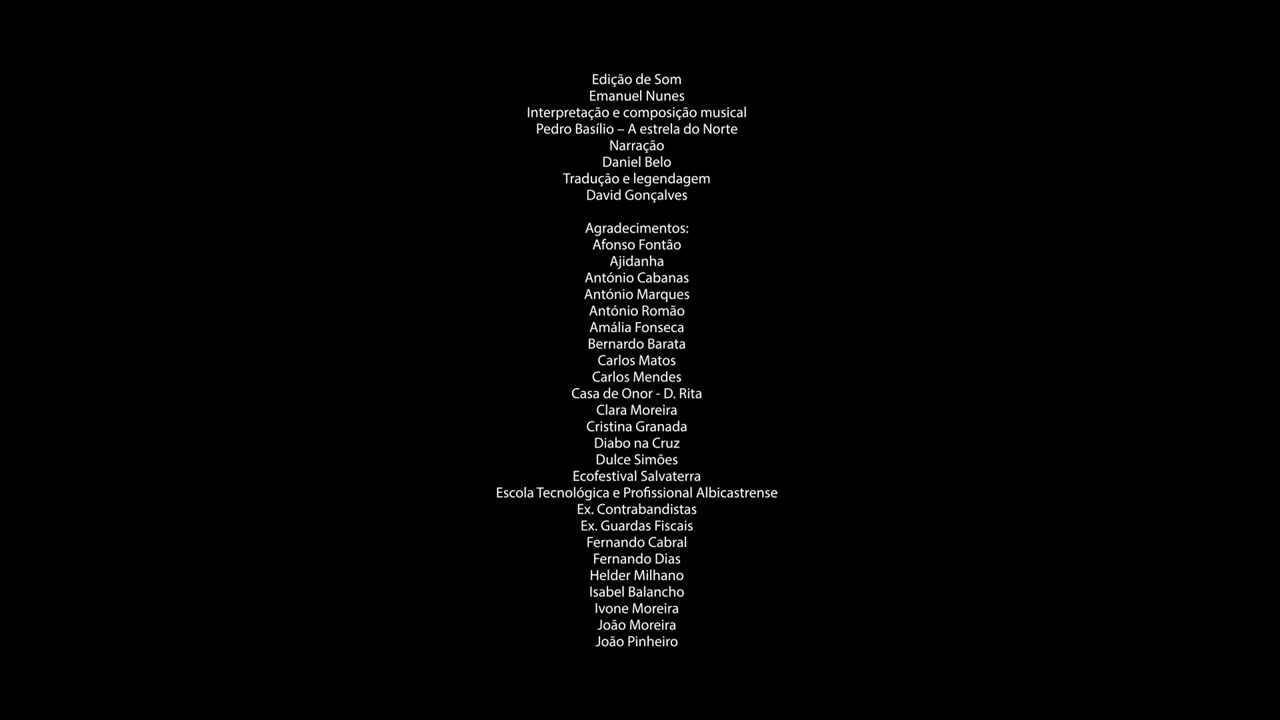 Edição de Som
Emanuel Nunes
Interpretação e composição musical
Pedro Basílio – A estrela do Norte
Narração
Daniel Belo
Tradução e legendagem
David Gonçalves
Agradecimentos:
Afonso Fontão
Ajidanha
António Cabanas
António Marques
António Romão
Amália Fonseca
Bernardo Barata
Carlos Matos
Carlos Mendes
Casa de Onor - D. Rita
Clara Moreira
Cristina Granada
Diabo na Cruz
Dulce Simões
Ecofestival Salvaterra
Escola Tecnológica e Profissional Albicastrense
Ex. Contrabandistas
Ex. Guardas Fiscais
Fernando Cabral
Fernando Dias
Helder Milhano
Isabel Balancho
Ivone Moreira
João Moreira
João Pinheiro